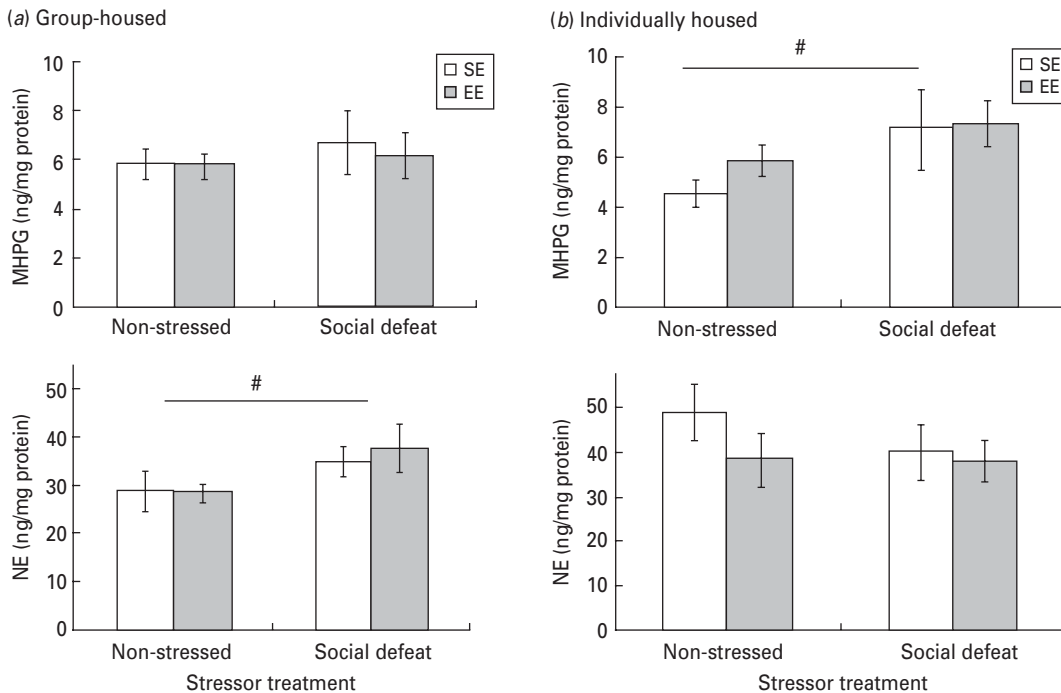 (a) Group-housed
10
8
6
4
2
0
MHPG (ng/mg protein)
SE
EE
Non-stressed Social defeat
50
40
30
20
10
0
NE (ng/mg protein)
#
Non-stressed Social defeat
Stressor treatment
(b) Individually housed
10
8
6
4
2
0
MHPG (ng/mg protein)
#
SE
EE
Non-stressed Social defeat
50
40
30
20
10
0
NE (ng/mg protein)
Non-stressed Social defeat
Stressor treatment